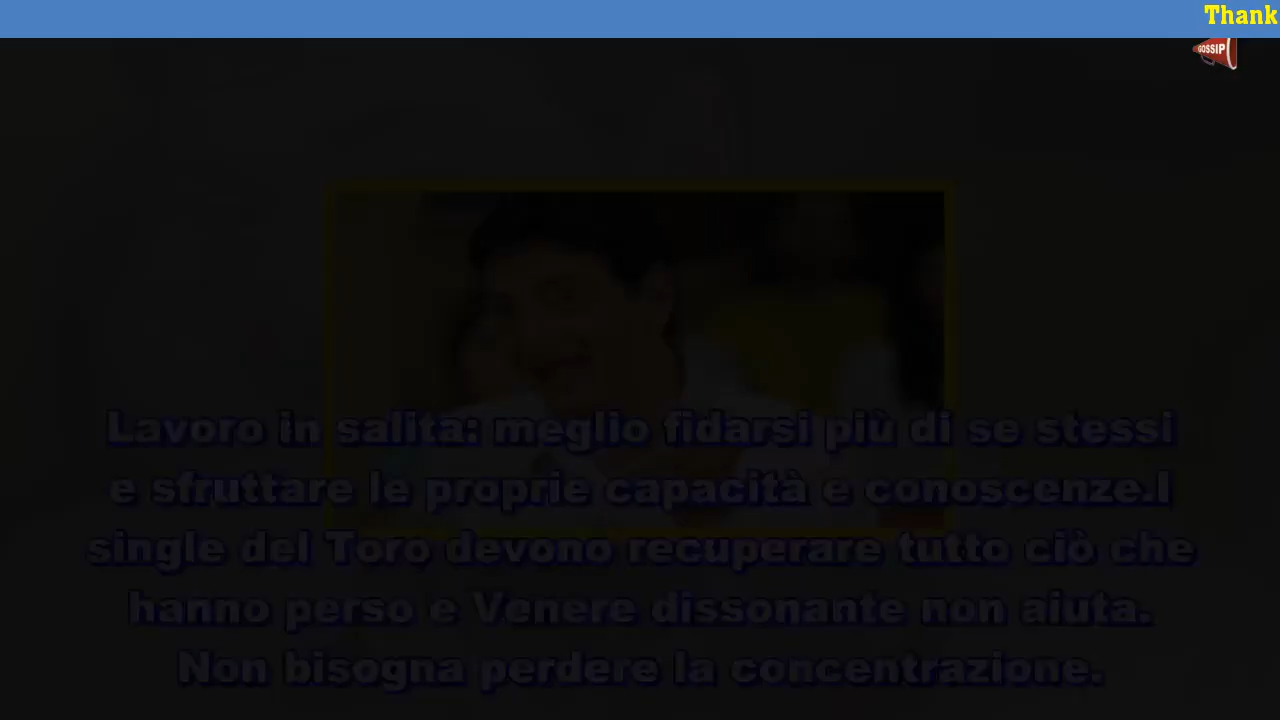 Thank
GOSSIP
Lavoro in salita: meglio fidarsi più di se stessi
e sfruttare le proprie capacità e conoscenze.I
single del Toro devono recuperare tutto ciò che
hanno perso e Venere dissonante non aiuta.
Non bisogna perdere la concentrazione.